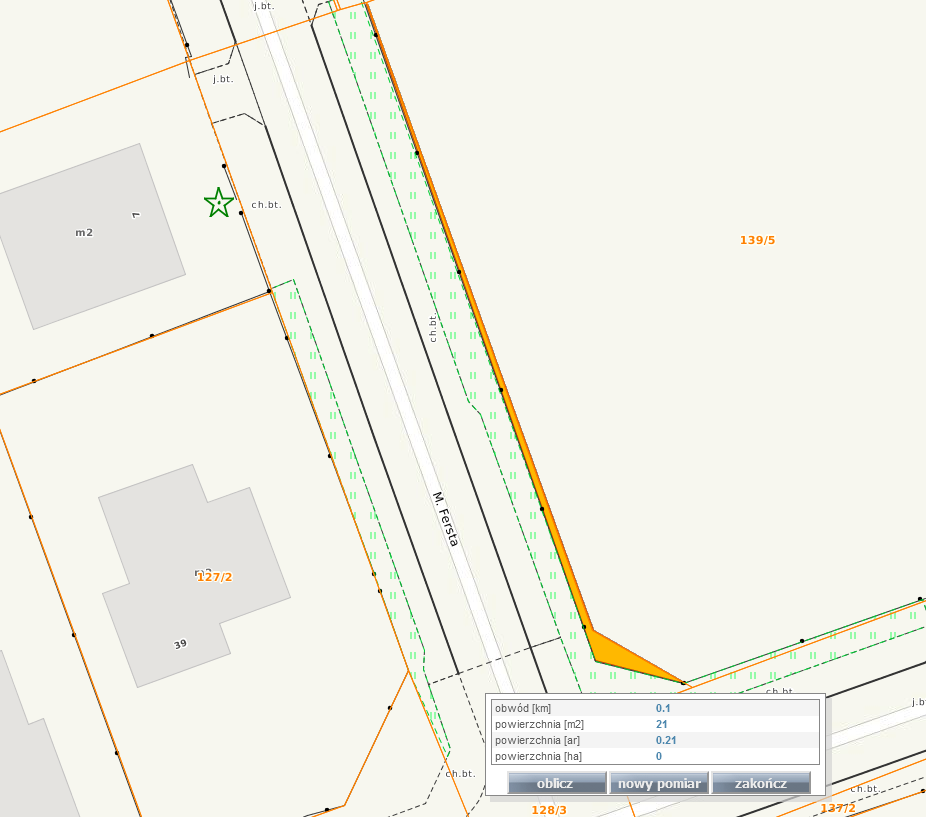 j.bt.
j.bt.
ch.bt.
7
m2
139/5
ch.bt.
M. Fersta
127/2
39
ch.bt.
j.b
ch.bt.
ch.bt.
128/3
137/2
obwód [km] 0.1
powierzchnia [m2] 21
powierzchnia [ar] 0.21
powierzchnia [ha] 0
oblicz nowy pomiar zakończ